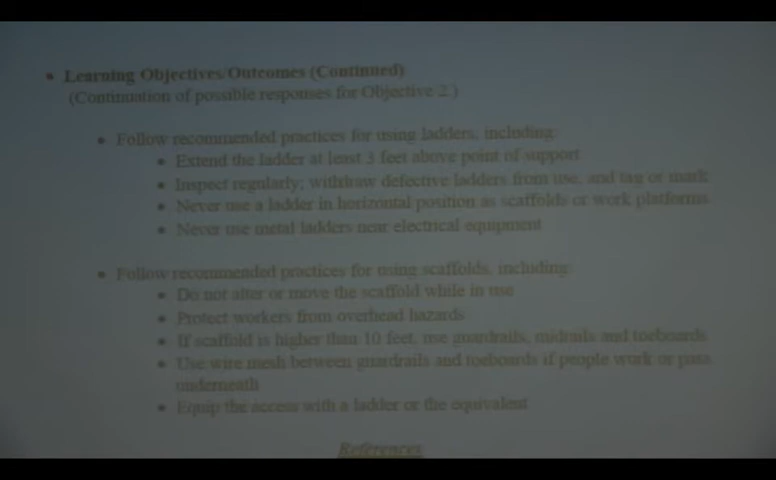 • Learning Objectives/Outcomes (Continued)
(Continuation of possible responses for Objective 2.)
• Follow recommended practices for using ladders, including:
• Extend the ladder at least 3 feet above point of support
• Inspect regularly; withdraw defective ladders from use, and tag or mark
• Never use a ladder in horizontal position as scaffolds or work platforms
• Never use metal ladders near electrical equipment
• Follow recommended practices for using scaffolds, including:
• Do not alter or move the scaffold while in use
• Protect workers from overhead hazards
• If scaffold is higher than 10 feet, use guardrails, midrails and toeboards
• Use wire mesh between guardrails and toeboards if people work or pass
underneath
• Equip the access with a ladder or the equivalent
References